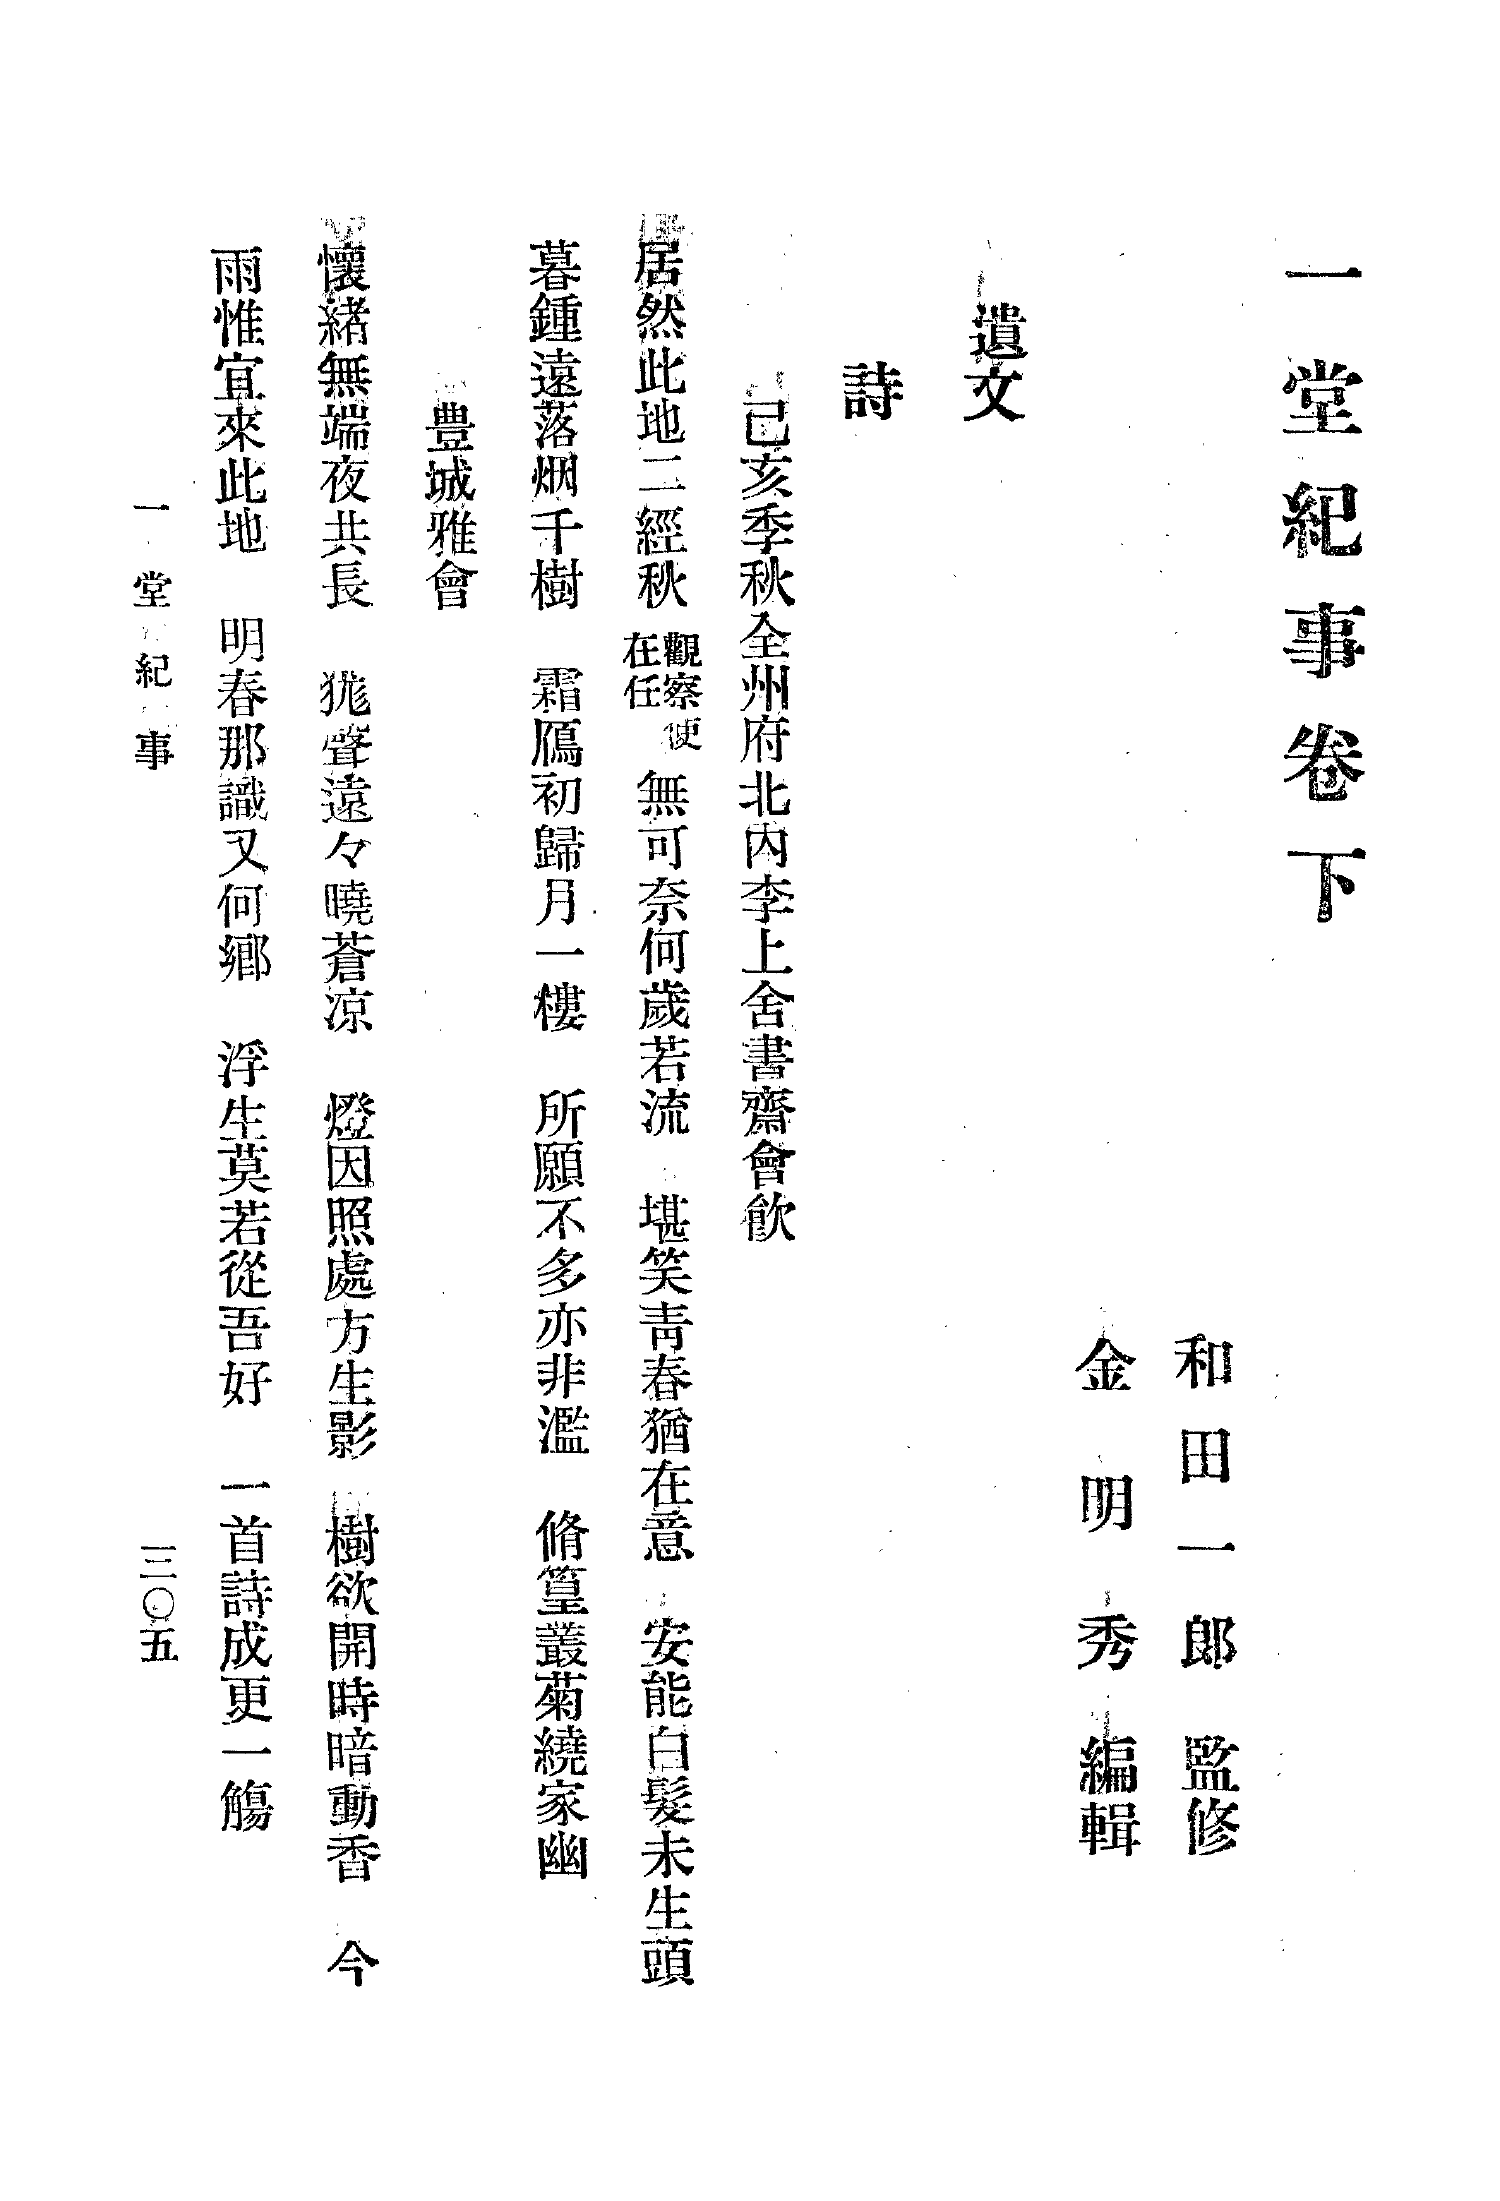 一堂紀事卷下
和田一郞　監修
金明秀　編輯
遺文
詩
己亥季秋全州府北內李上舍書齋會飮
居然此地二經秋 觀察使在任 無可奈何歲若流　堪笑靑春猶在意　安能白髮未生頭
暮鍾遠落烟千樹　霜鴈初歸月一樓　所願不多亦非濫　脩篁叢菊繞家幽
豊城雅會
懷緒無端夜共長　狵聲遠々曉蒼凉　燈因照處方生影　樹欲開時暗動香　今
雨惟宜來此地　明春那識又何鄕　浮生莫若從吾好　一首詩成更一觴
一堂紀事
三〇五